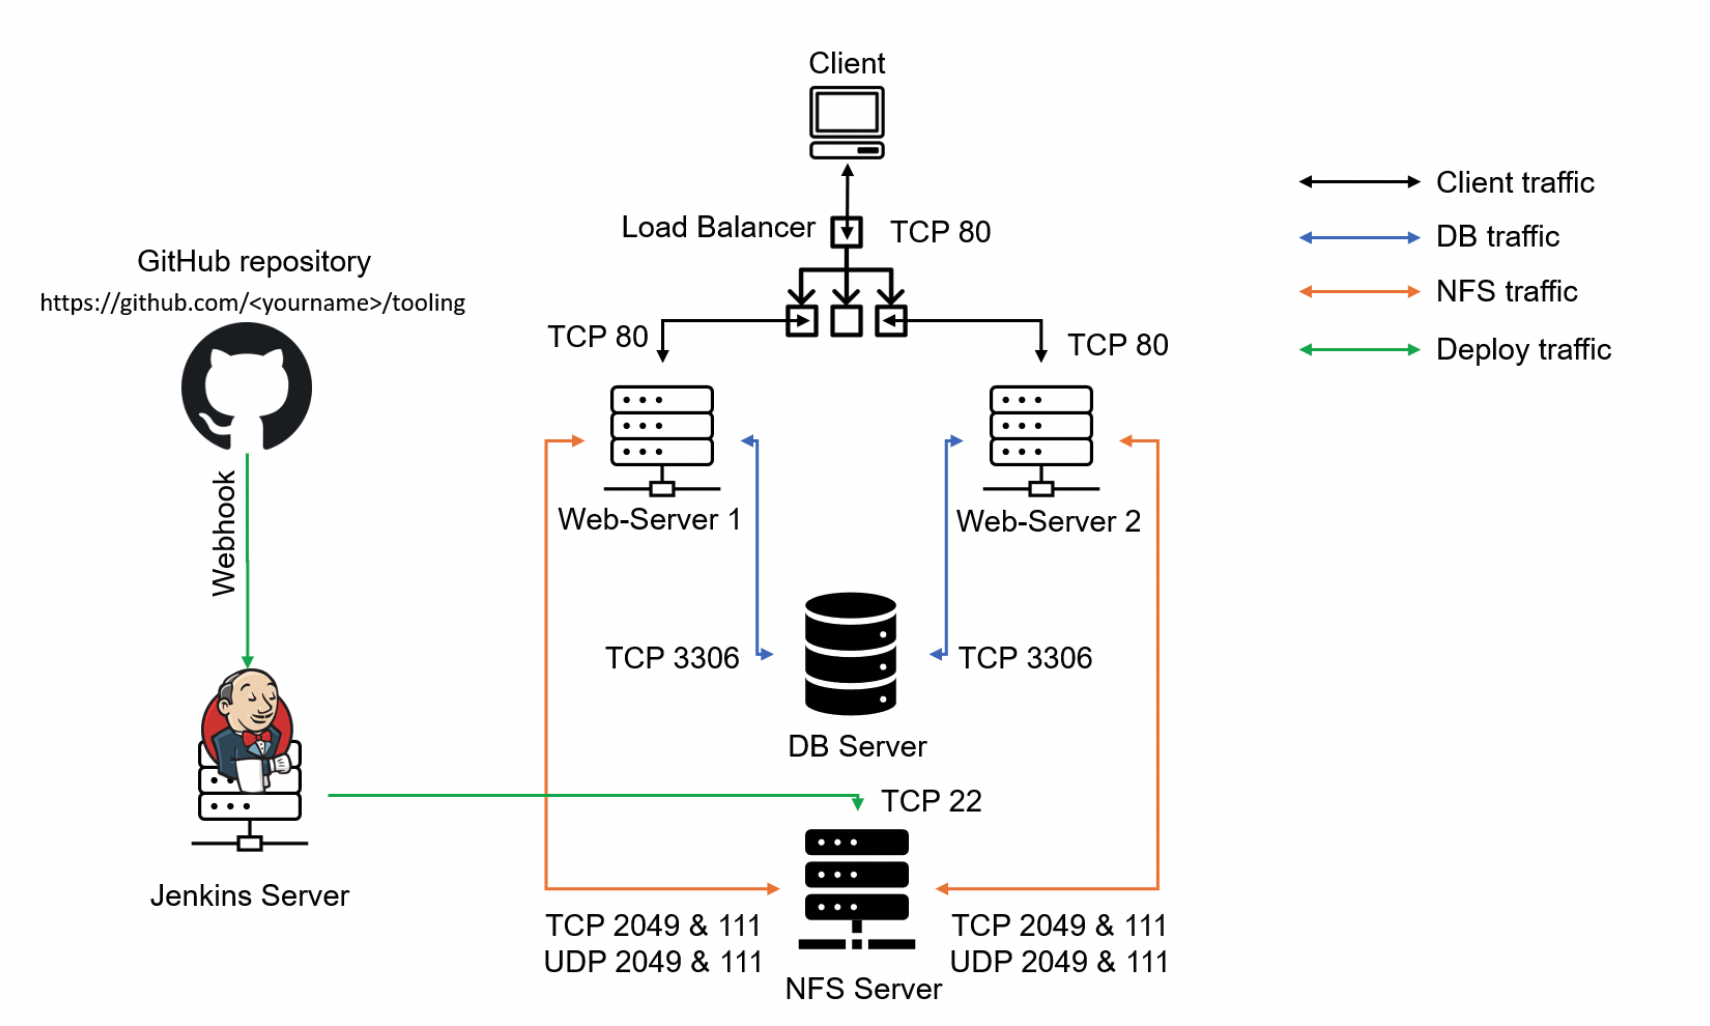 Client
Load Balancer
TCP 80
Client traffic
DB traffic
NFS traffic
Deploy traffic
GitHub repository
https://github.com/<yourname>/tooling
TCP 80
TCP 80
Webhook
Web-Server 1
Web-Server 2
TCP 3306
TCP 3306
DB Server
TCP 22
Jenkins Server
TCP 2049 & 111
UDP 2049 & 111
TCP 2049 & 111
UDP 2049 & 111
NFS Server